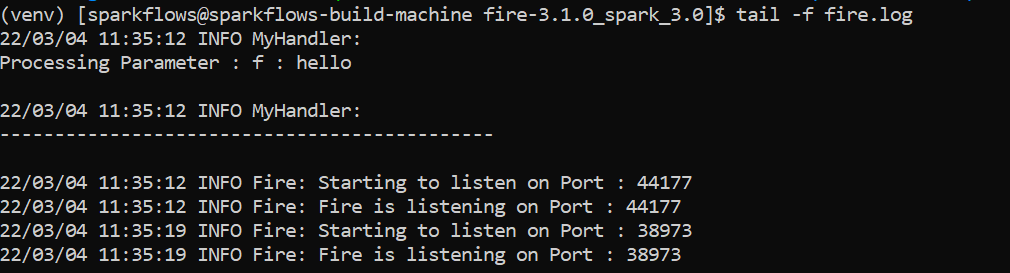 (venv) [sparkflows@sparkflows-build-machine fire-3.1.0_spark_3.0]$ tail -f fire.log
22/03/04 11:35:12 INFO MyHandler:
Processing Parameter : f : hello
22/03/04 11:35:12 INFO MyHandler:
---------------------------------------------
22/03/04 11:35:12 INFO Fire: Starting to listen on Port : 44177
22/03/04 11:35:12 INFO Fire: Fire is listening on Port : 44177
22/03/04 11:35:19 INFO Fire: Starting to listen on Port : 38973
22/03/04 11:35:19 INFO Fire: Fire is listening on Port : 38973